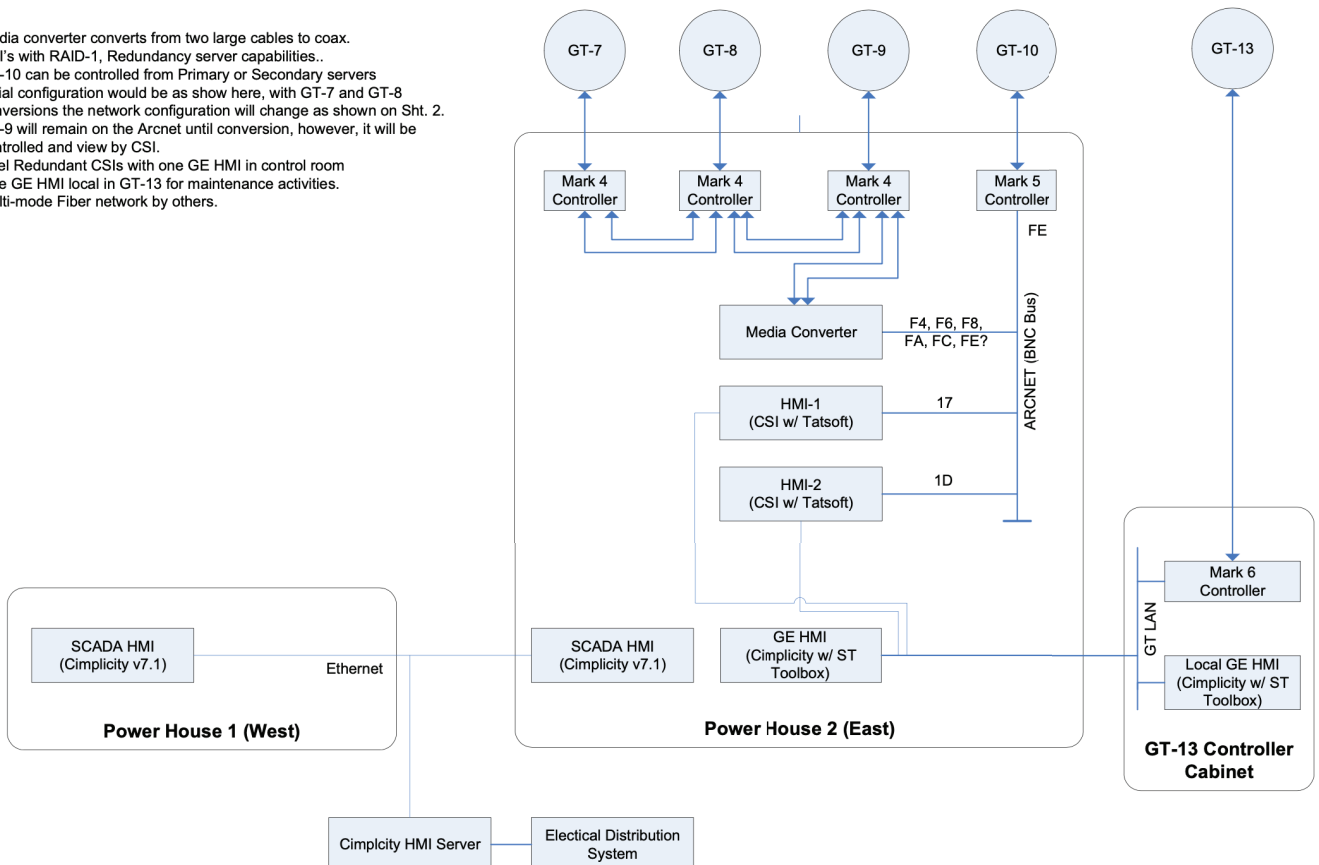 dia converter converts from two large cables to coax.
I's with RAID-1, Redundancy server capabilities..
-10 can be controlled from Primary or Secondary servers
ial configuration would be as show here, with GT-7 and GT-8
nversions the network configuration will change as shown on Sht. 2.
-9 will remain on the Arcnet until conversion, however, it will be
ntrolled and view by CSI.
el Redundant CSIs with one GE HMI in control room
e GE HMI local in GT-13 for maintenance activities.
lti-mode Fiber network by others.
GT-7
GT-8
GT-9
GT-10
GT-13
Mark 4
Controller
Mark 4
Controller
Mark 4
Controller
Mark 5
Controller
FE
ARCNET (BNC Bus)
Media Converter
F4, F6, F8,
FA, FC, FE?
HMI-1
(CSI w/ Tatsoft)
17
HMI-2
(CSI w/ Tatsoft)
1D
Mark 6
Controller
GT LAN
Local GE HMI
(Cimplicity w/ ST
Toolbox)
GT-13 Controller
Cabinet
SCADA HMI
(Cimplicity v7.1)
Ethernet
Power House 1 (West)
SCADA HMI
(Cimplicity v7.1)
GE HMI
(Cimplicity w/ ST
Toolbox)
Power House 2 (East)
Cimplcity HMI Server
Electical Distribution
System